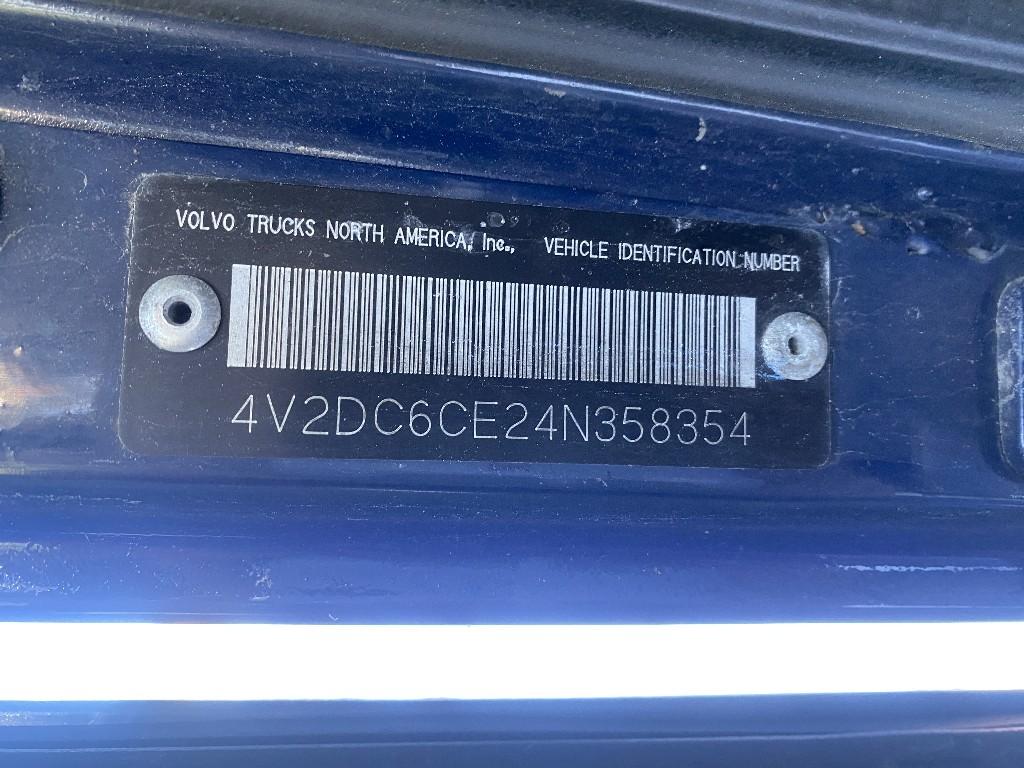 VOLVO TRUCKS NORTH AMERICA, Inc., VEHICLE IDENTIFICATION NUMBER
4V2DC6CE24N358354